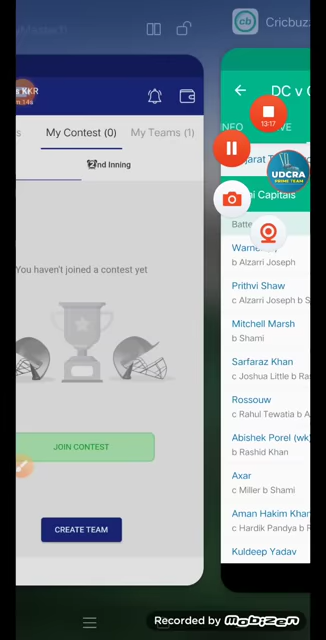 Cricbuzz
KKR
m.14s
DC v
13:17
My Contest (0)
My Teams (1)
2nd Inning
UDCRA
PRIME TEAM
Capitals
b Alzarri Joseph
You haven't joined a contest yet
Prithvi Shaw
c Alzarri Joseph b S
Mitchell Marsh
b Shami
Sarfaraz Khan
c Joshua Little b Ra
Rossouw
c Rahul Tewatia b A
JOIN CONTEST
Abishek Porel (wk)
b Rashid Khan
Axar
c Miller b Shami
Aman Hakim Khan
c Hardik Pandya b R
CREATE TEAM
Kuldeep Yadav
Recorded by mobizen